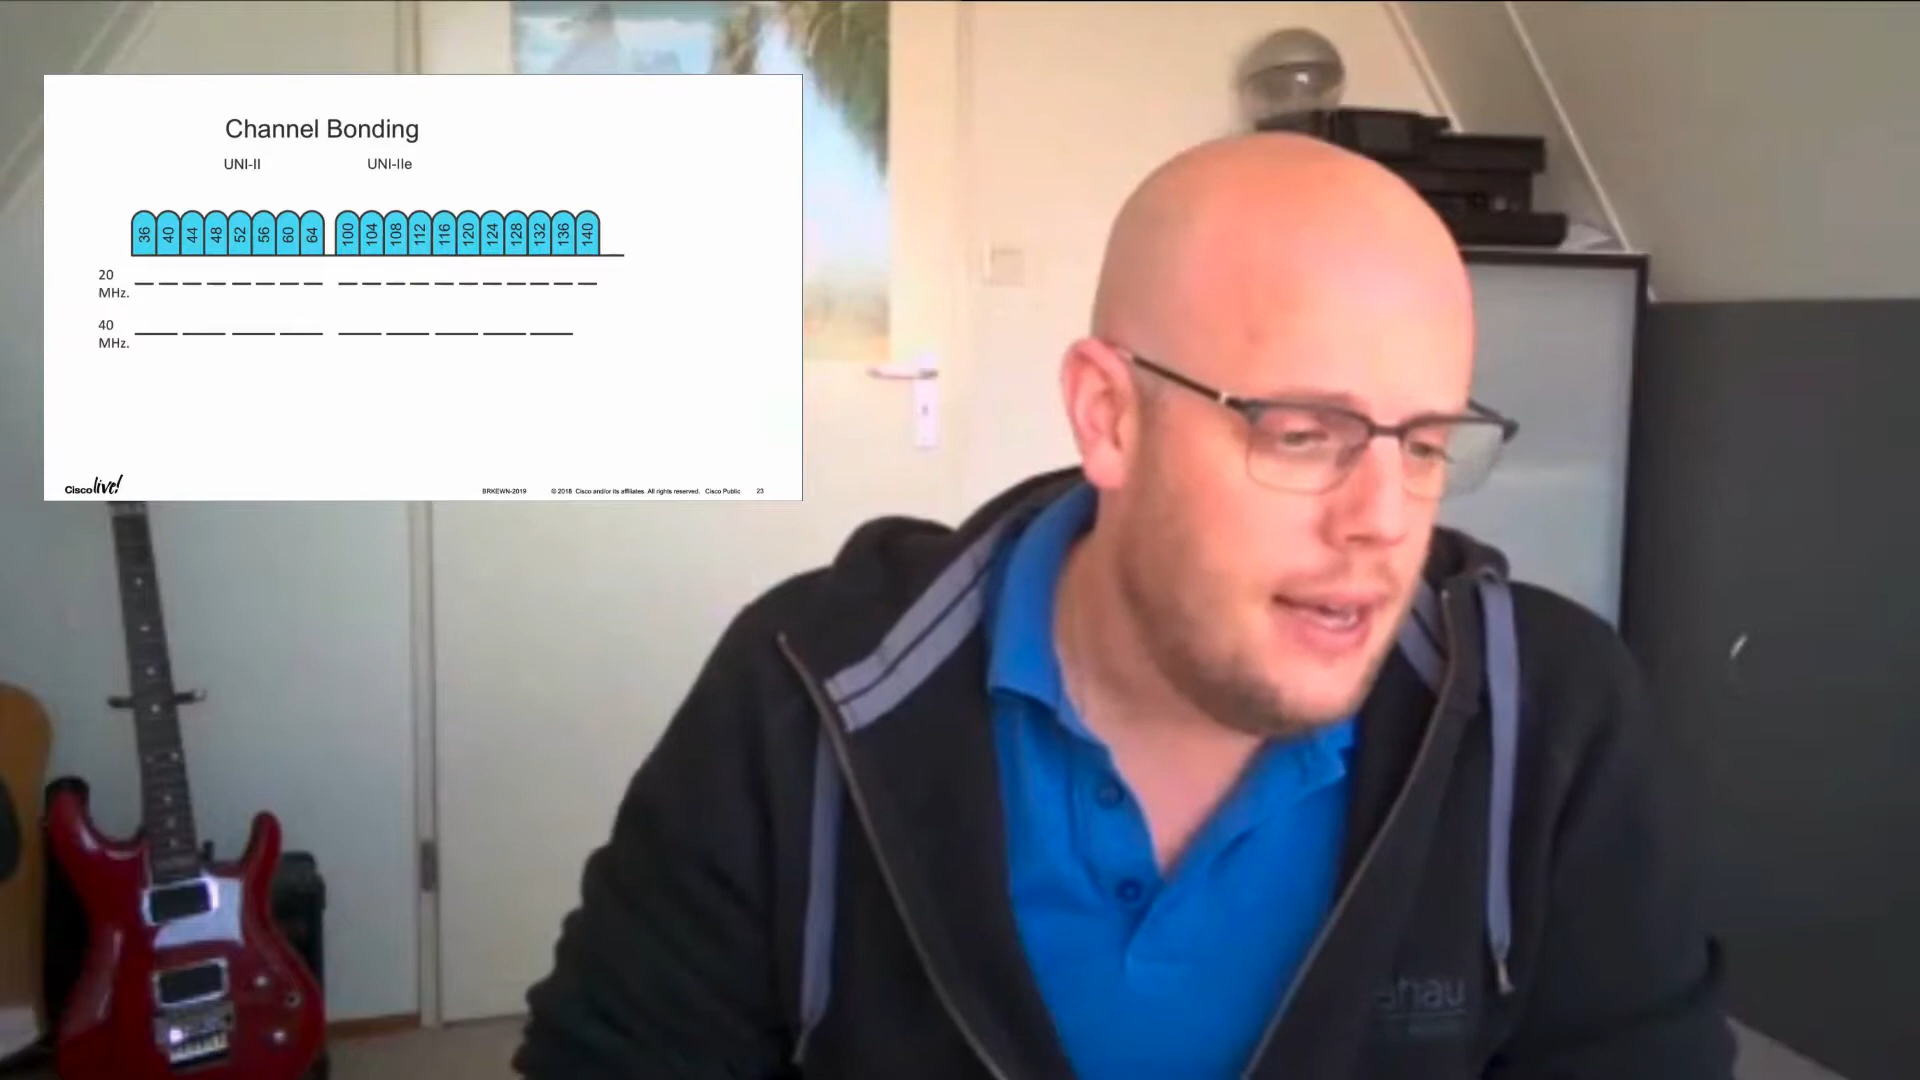 Channel Bonding
UNI-II UNI-IIe
36 40 44 48 52 56 60 64 100 104 108 112 116 120 124 128 132 136 140
20
MHz.
40
MHz.
Cisco live!
BRKEWN-2019 © 2018 Cisco and/or its affiliates. All rights reserved. Cisco Public 23